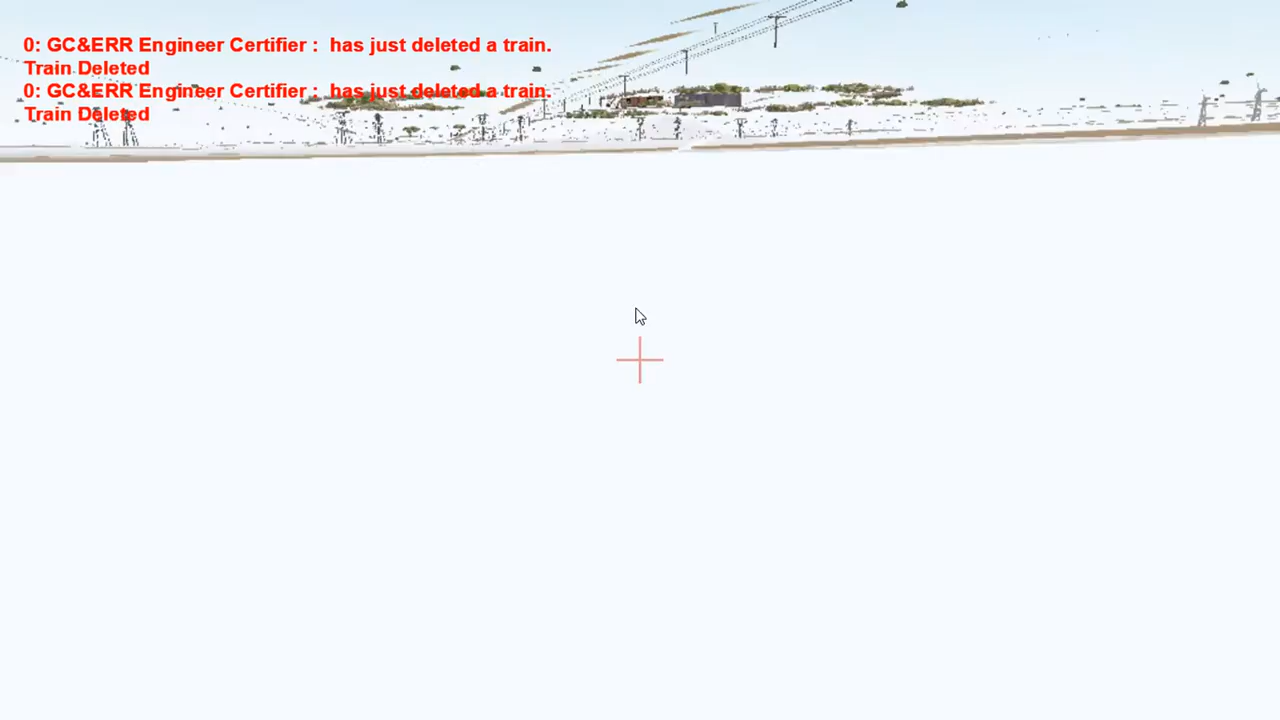 0: GC&ERR Engineer Certifier :  has just deleted a train.
Train Deleted
0: GC&ERR Engineer Certifier :  has just deleted a train.
Train Deleted